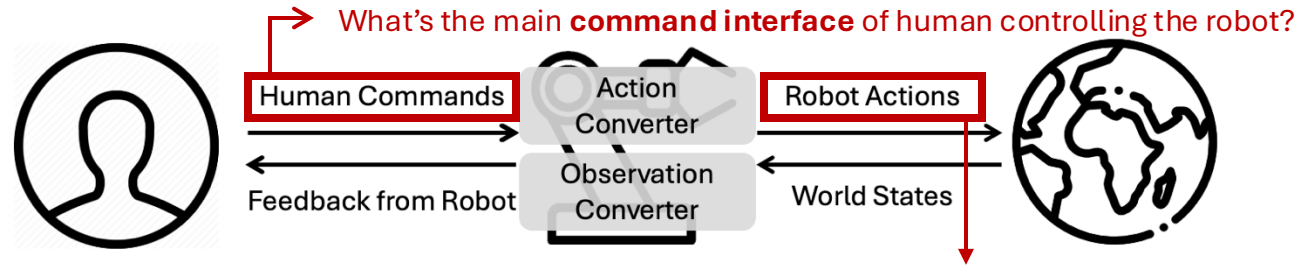 What’s the main command interface of human controlling the robot?
Human Commands
Action
Converter
Robot Actions
Feedback from Robot
Observation
Converter
World States